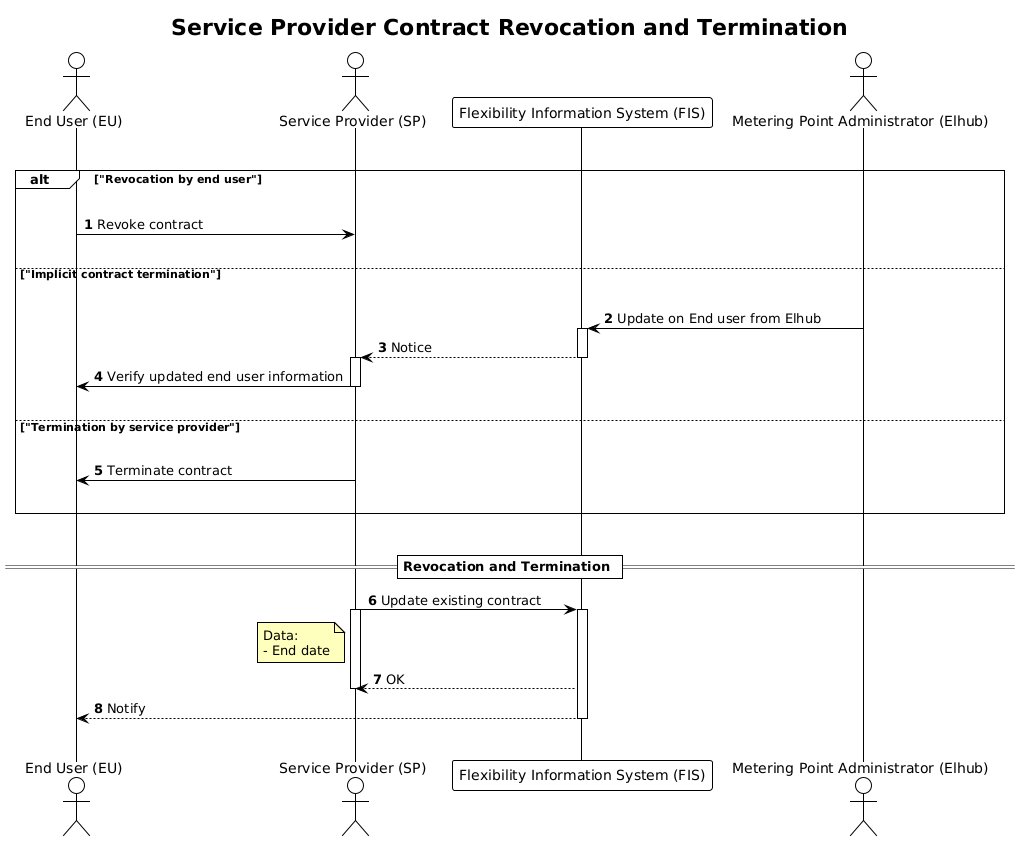 Service Provider Contract Revocation and Termination
End User (EU)
Service Provider (SP)
Flexibility Information System (FIS)
Metering Point Administrator (Elhub)
alt
["Revocation by end user"]
1 Revoke contract
["Implicit contract termination"]
2 Update on End user from Elhub
3 Notice
4 Verify updated end user information
["Termination by service provider"]
5 Terminate contract
Revocation and Termination
6 Update existing contract
Data:
- End date
7 OK
8 Notify
End User (EU)
Service Provider (SP)
Flexibility Information System (FIS)
Metering Point Administrator (Elhub)